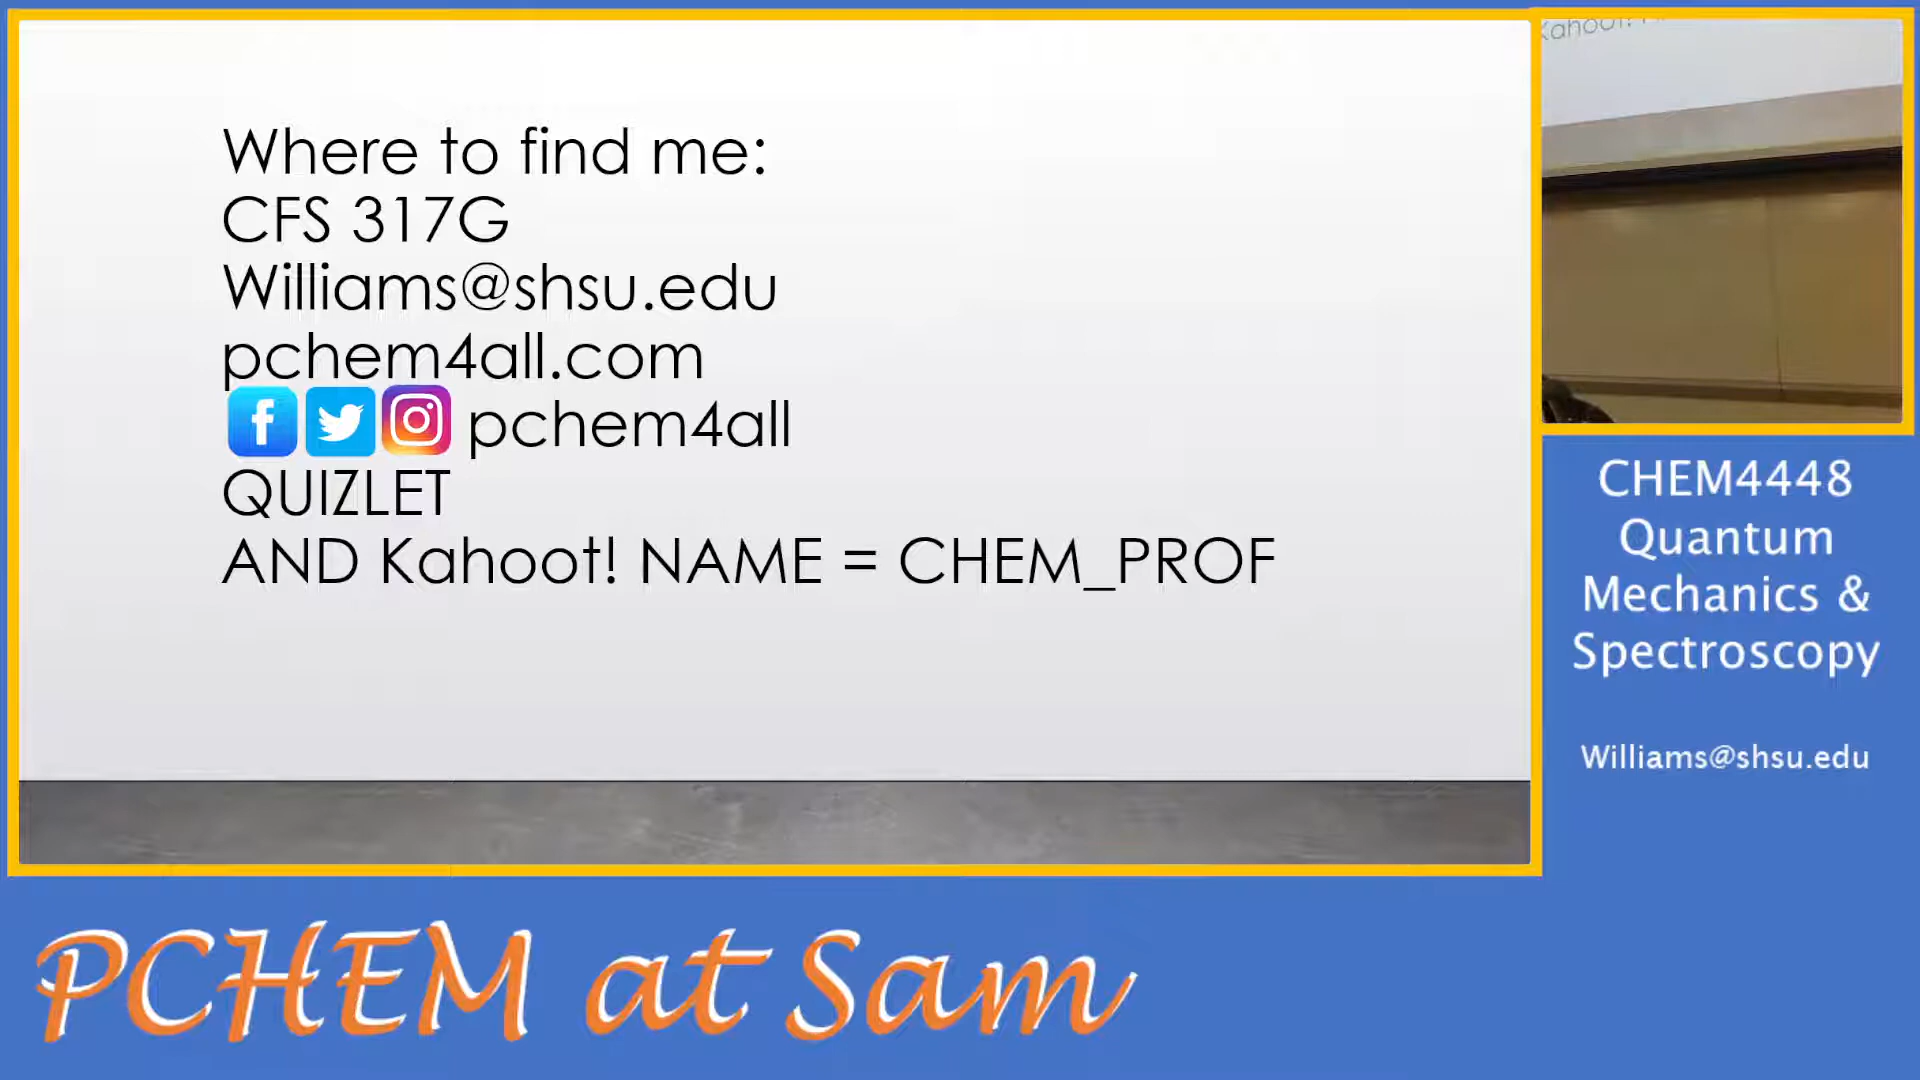 Where to find me:
CFS 317G
Williams@shsu.edu
pchem4all.com
pchem4all
QUIZLET
AND Kahoot! NAME = CHEM_PROF
Kahoot!
CHEM4448
Quantum
Mechanics &
Spectroscopy
Williams@shsu.edu
PCHEM at Sam